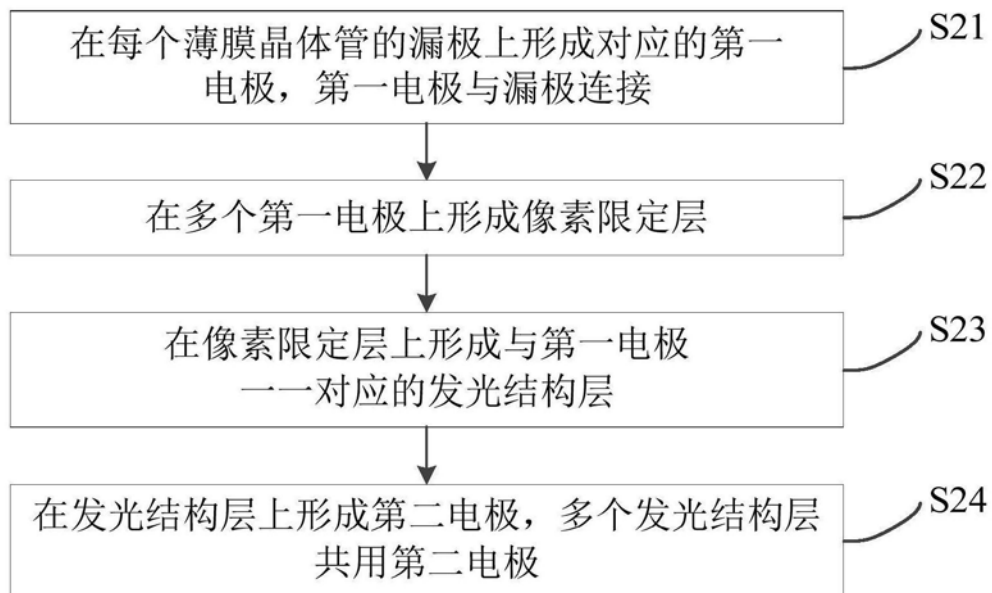 在每个薄膜晶体管的漏极上形成对应的第一
电极，第一电极与漏极连接
S21
在多个第一电极上形成像素限定层
S22
在像素限定层上形成与第一电极
一一对应的发光结构层
S23
在发光结构层上形成第二电极，多个发光结构层
共用第二电极
S24